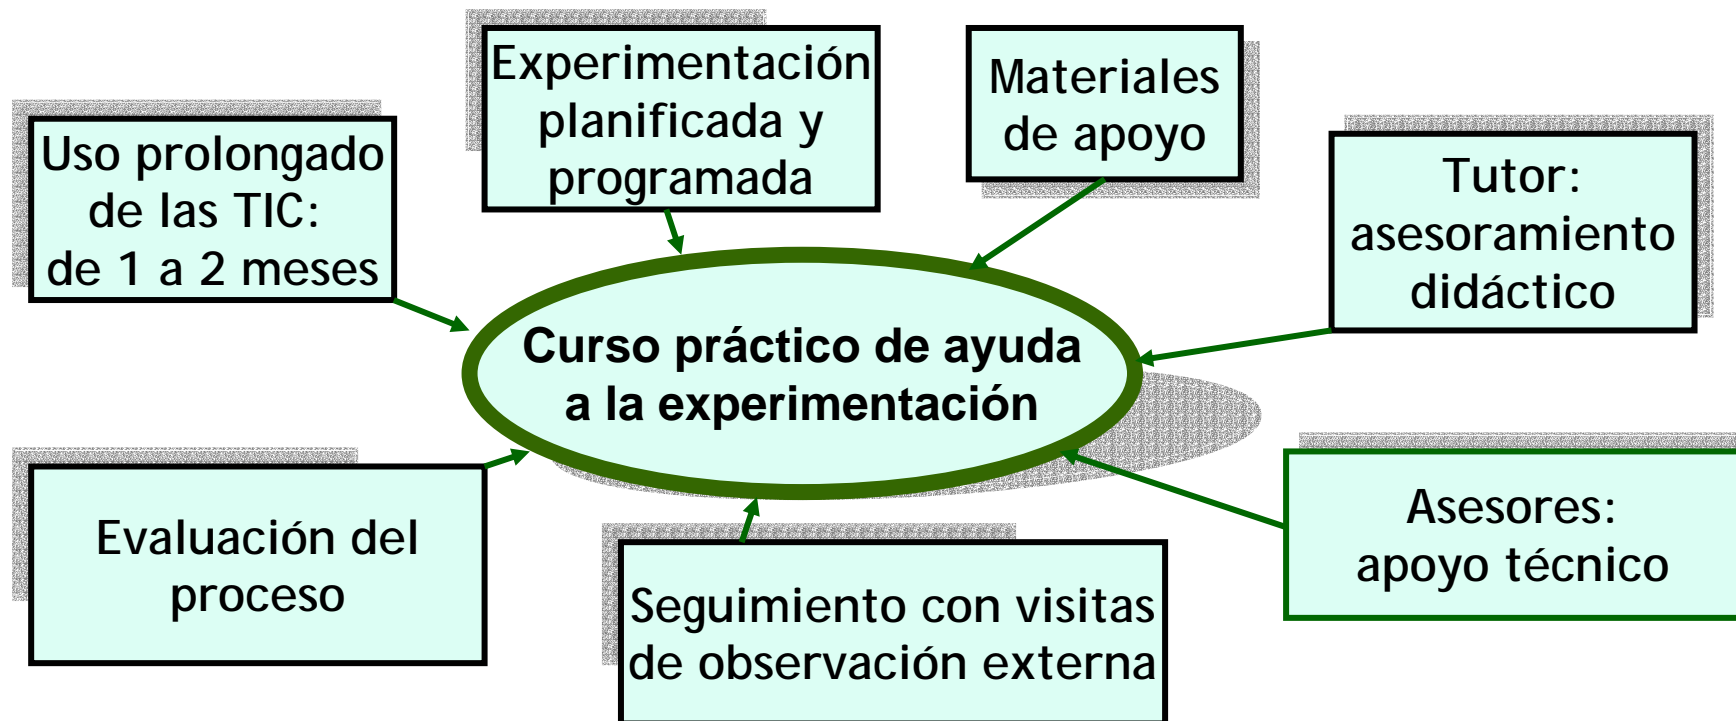 Experimentación
planificada y
programada
Materiales
de apoyo
Uso prolongado
de las TIC:
de 1 a 2 meses
Tutor:
asesoramiento
didáctico
Curso práctico de ayuda
a la experimentación
Evaluación del
proceso
Seguimiento con visitas
de observación externa
Asesores:
apoyo técnico